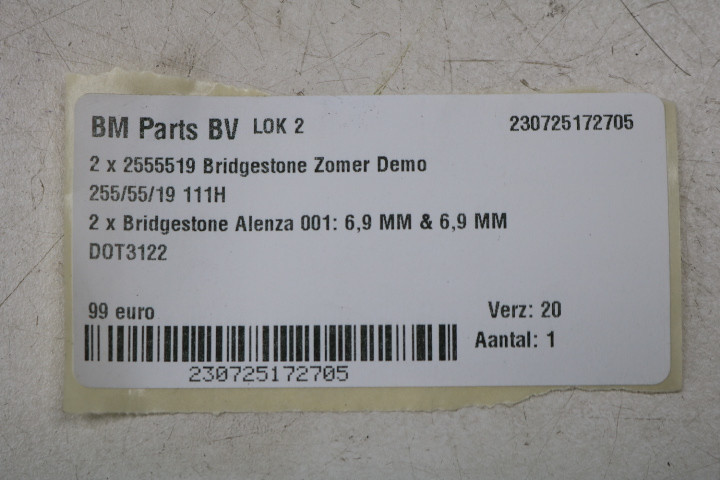 BM Parts BV LOK 2 230725172705
2 x 2555519 Bridgestone Zomer Demo
255/55/19 111H
2 x Bridgestone Alenza 001: 6,9 MM & 6,9 MM
DOT3122
99 euro Verz: 20
Aantal: 1
230725172705